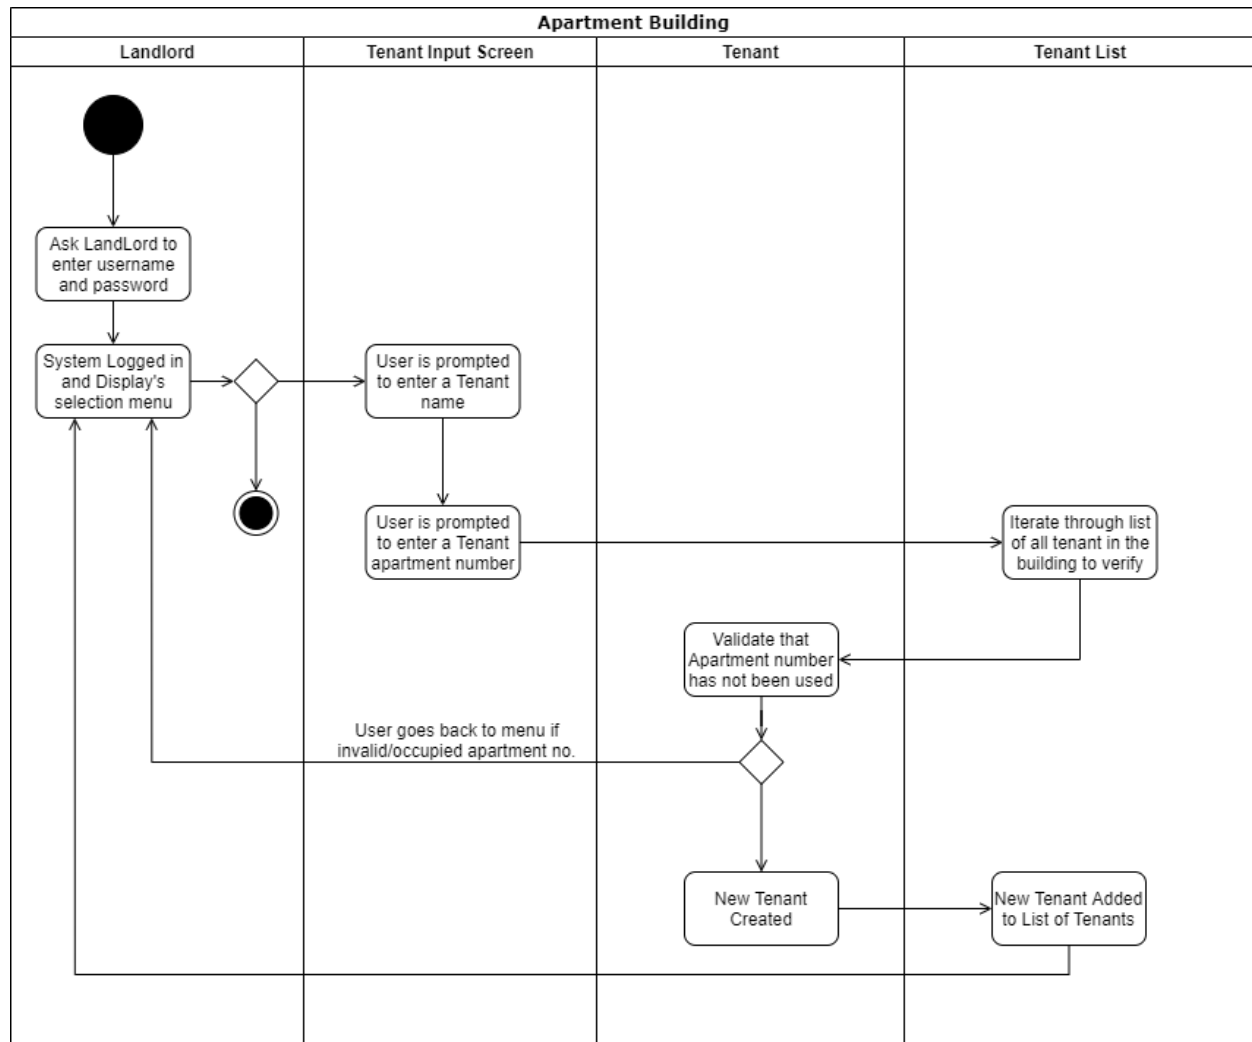 Apartment Building
Landlord
Tenant Input Screen
Tenant
Tenant List
Ask LandLord to
enter username
and password
System Logged in
and Display's
selection menu
User is prompted
to enter a Tenant
name
User is prompted
to enter a Tenant
apartment number
Iterate through list
of all tenant in the
building to verify
Validate that
Apartment number
has not been used
User goes back to menu if
invalid/occupied apartment no.
New Tenant
Created
New Tenant Added
to List of Tenants